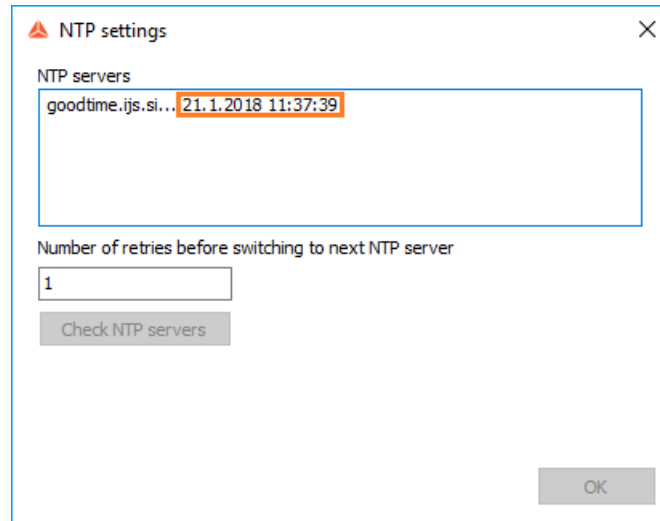 NTP settings
NTP servers
goodtime.ijs.si... 21.1.2018 11:37:39
Number of retries before switching to next NTP server
1
Check NTP servers
OK